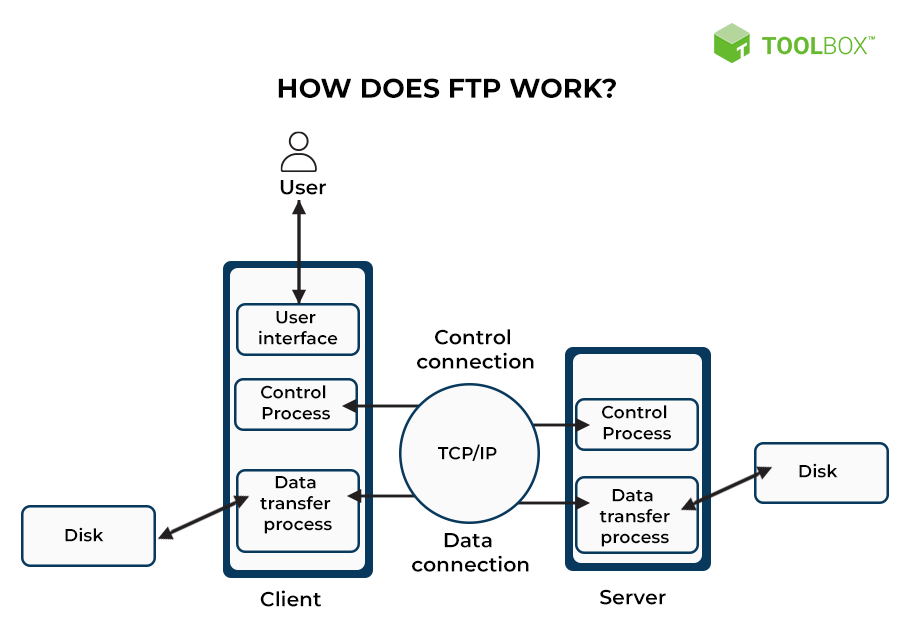 TOOLBOX™
HOW DOES FTP WORK?
User
User
interface
Control
Process
Data
transfer
process
Disk
Client
Control
connection
TCP/IP
Data
connection
Control
Process
Data
transfer
process
Disk
Server